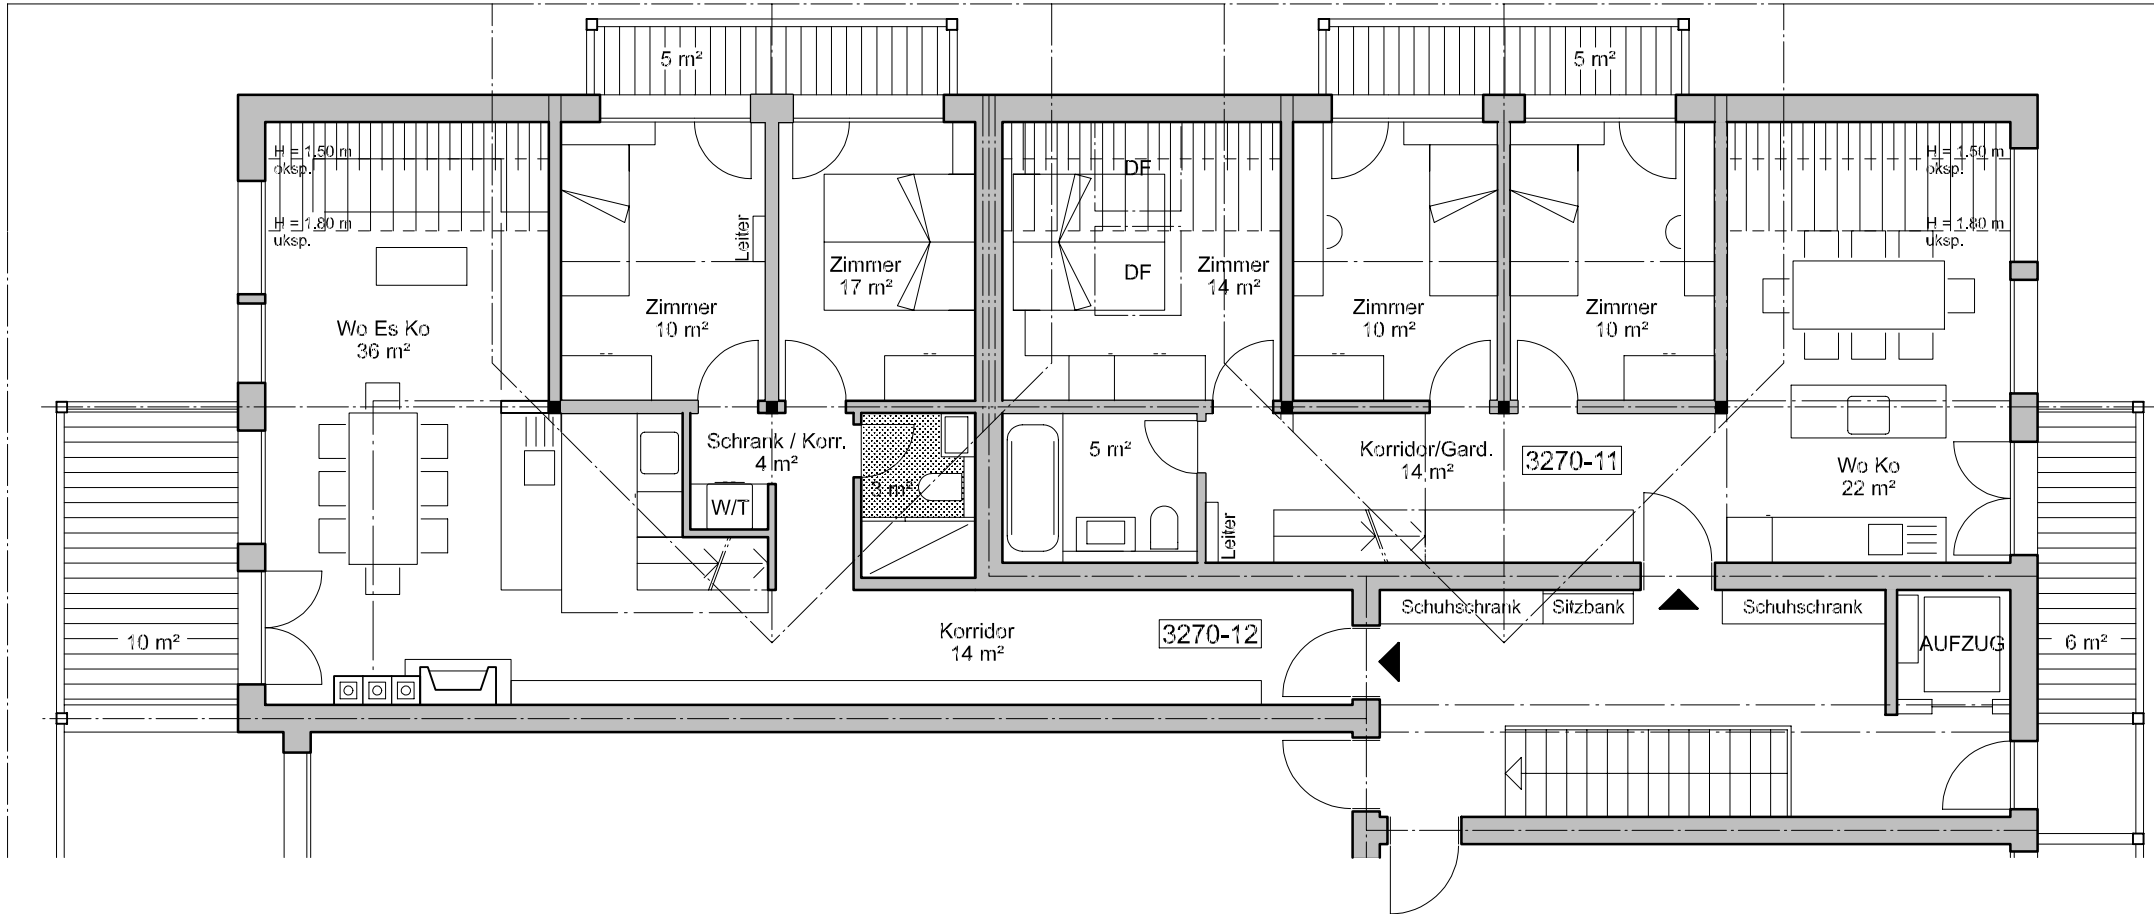 5 m²
5 m²
H = 1.50 m
oksp.
H = 1.80 m
uksp.
Wo Es Ko
36 m²
Zimmer
10 m²
Leiter
Zimmer
17 m²
DF
DF
Zimmer
14 m²
Zimmer
10 m²
Zimmer
10 m²
H = 1.50 m
oksp.
H = 1.80 m
uksp.
Schrank / Korr.
4 m²
W/T
3 m²
5 m²
Leiter
Korridor/Gard.
14 m²
3270-11
Wo Ko
22 m²
10 m²
Korridor
14 m²
3270-12
Schuhschrank
Sitzbank
Schuhschrank
AUFZUG
6 m²